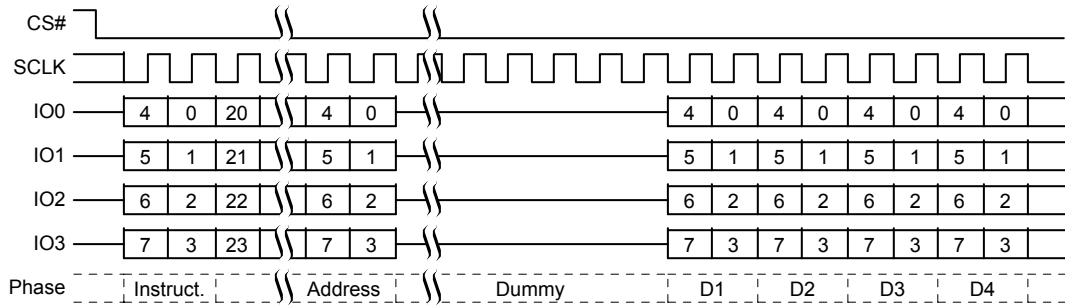 CS#
SCLK
IO0 4 0 20 4 0 4 0 4 0 4 0 4 0
IO1 5 1 21 5 1 5 1 5 1 5 1 5 1
IO2 6 2 22 6 2 6 2 6 2 6 2 6 2
IO3 7 3 23 7 3 7 3 7 3 7 3 7 3
Phase Instruct. Address Dummy D1 D2 D3 D4